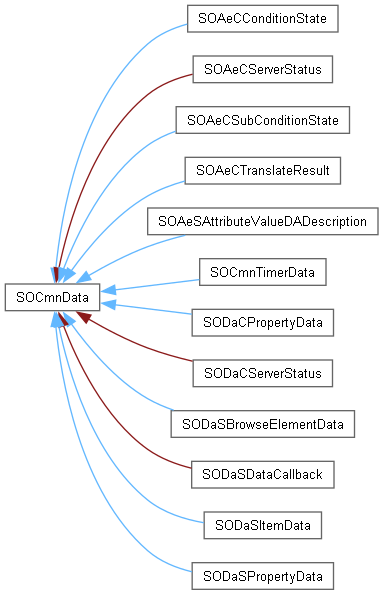 SOAeCConditionState
SOAeCServerStatus
SOAeCSubConditionState
SOAeCTranslateResult
SOAeSAttributeValueDADescription
SOCmnTimerData
SOCmnData
SODaCPropertyData
SODaCServerStatus
SODaSBrowseElementData
SODaSDataCallback
SODaSItemData
SODaSPropertyData